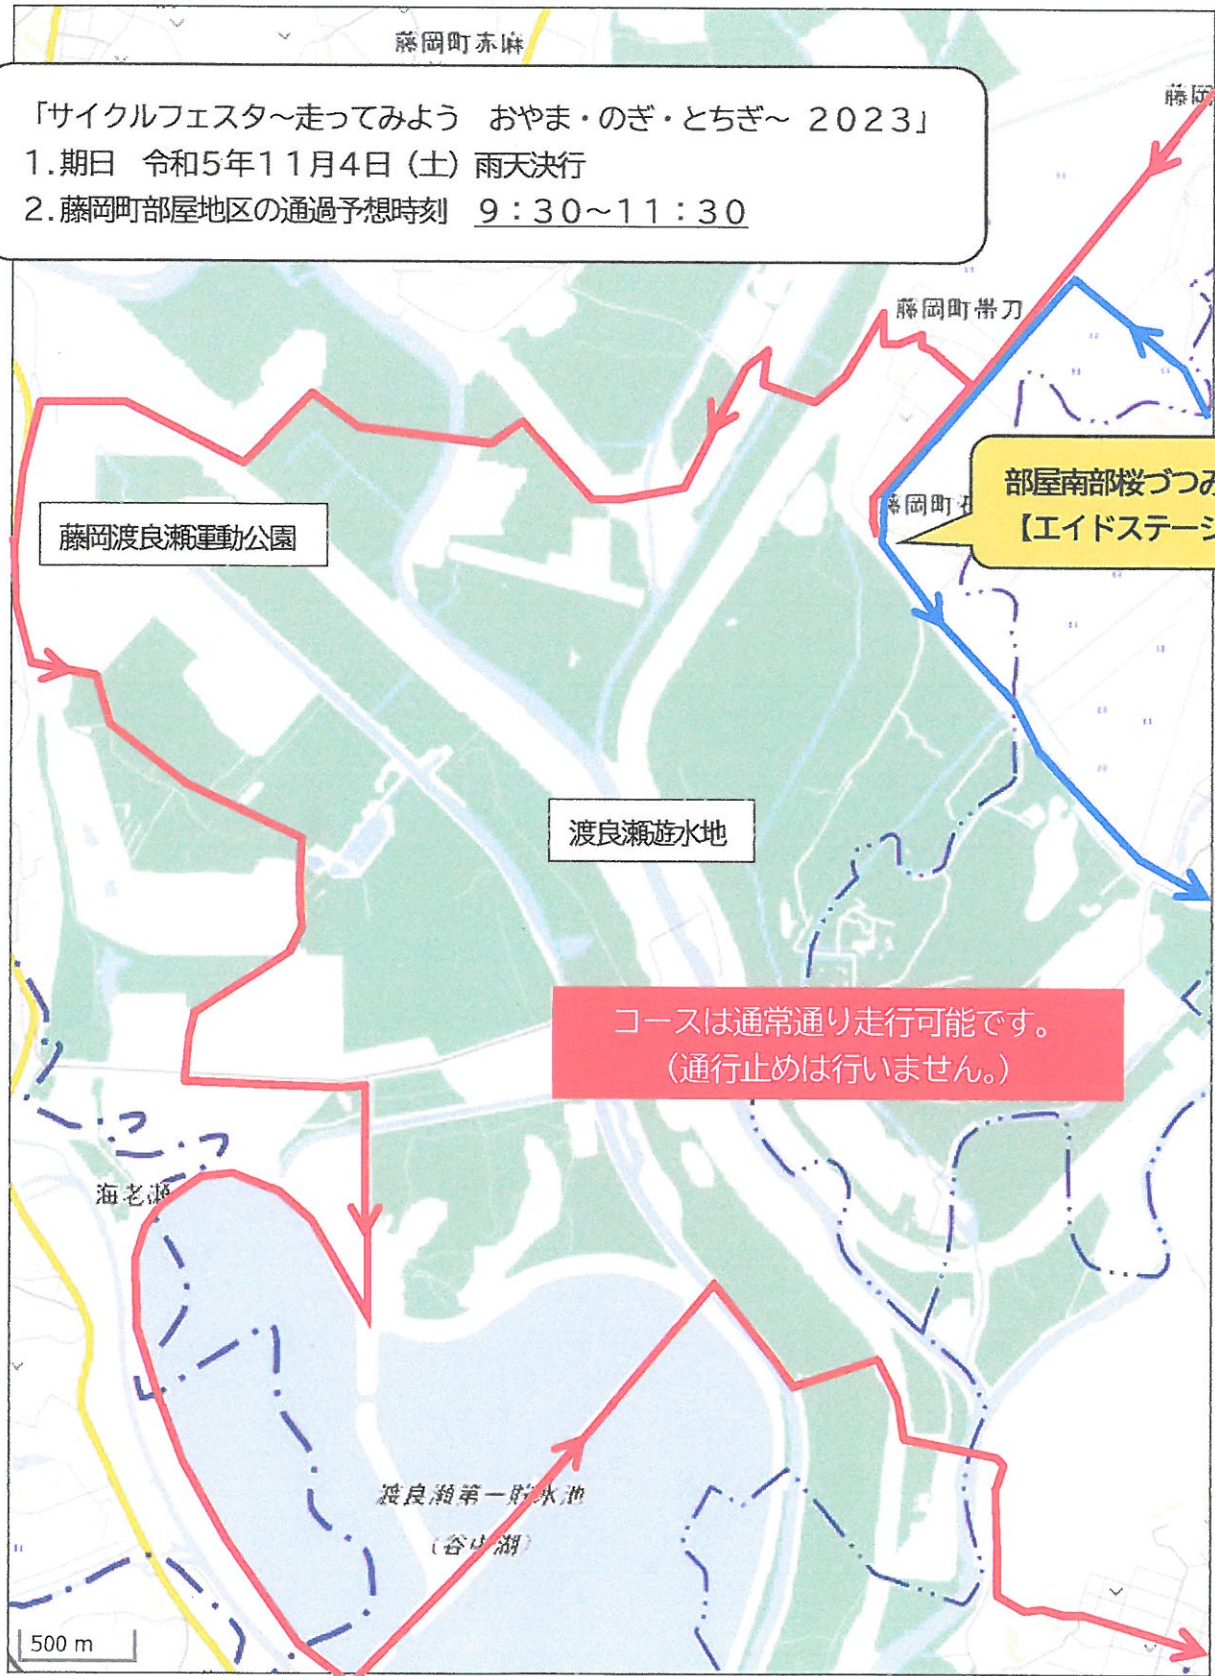 藤岡町赤麻
藤岡
「サイクルフェスタ～走ってみよう　おやま・のぎ・とちぎ～ ２０２３」
1.期日　令和5年11月4日（土）雨天決行
2.藤岡町部屋地区の通過予想時刻　９：３０～１１：３０
藤岡町帯刀
部屋南部桜づつみ
【エイドステーシ
藤岡町石
藤岡渡良瀬運動公園
渡良瀬遊水地
コースは通常通り走行可能です。
（通行止めは行いません。）
海老瀬
渡良瀬第一貯水池
（谷中湖）
500 m